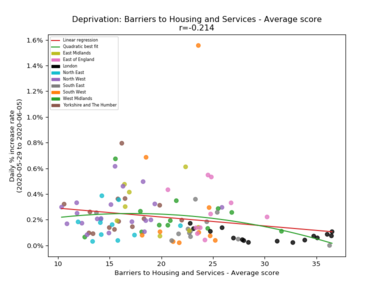 Deprivation: Barriers to Housing and Services - Average score
r=-0.214
Daily % increase rate
(2020-05-29 to 2020-06-05)
1.6%
1.4%
1.2%
1.0%
0.8%
0.6%
0.4%
0.2%
0.0%
Linear regression
Quadratic best fit
East Midlands
East of England
London
North East
North West
South East
South West
West Midlands
Yorkshire and The Humber
10
15
20
25
30
35
Barriers to Housing and Services - Average score